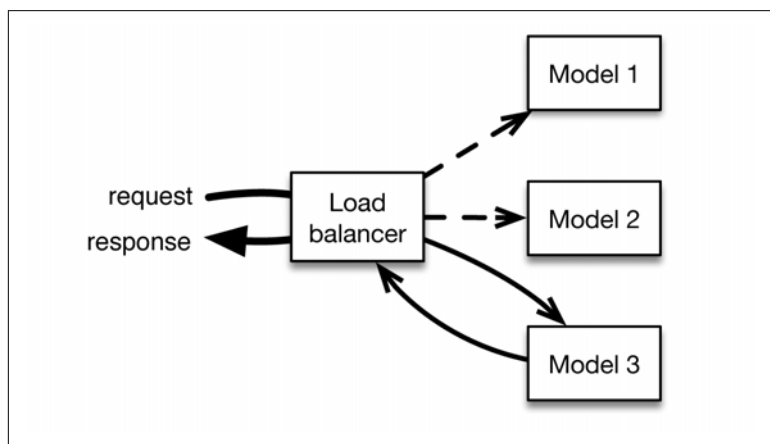 Model 1
request
Load
balancer
Model 2
response
Model 3